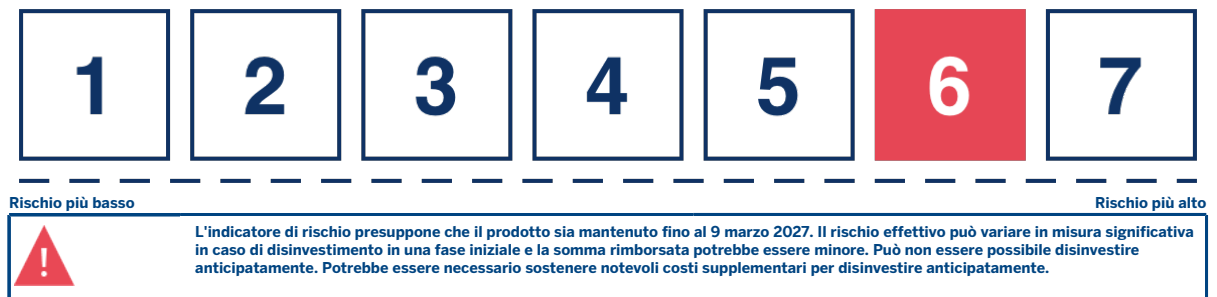 1 2 3 4 5 6 7
Rischio più basso Rischio più alto
!
L'indicatore di rischio presuppone che il prodotto sia mantenuto fino al 9 marzo 2027. Il rischio effettivo può variare in misura significativa
in caso di disinvestimento in una fase iniziale e la somma rimborsata potrebbe essere minore. Può non essere possibile disinvestire
anticipatamente. Potrebbe essere necessario sostenere notevoli costi supplementari per disinvestire anticipatamente.